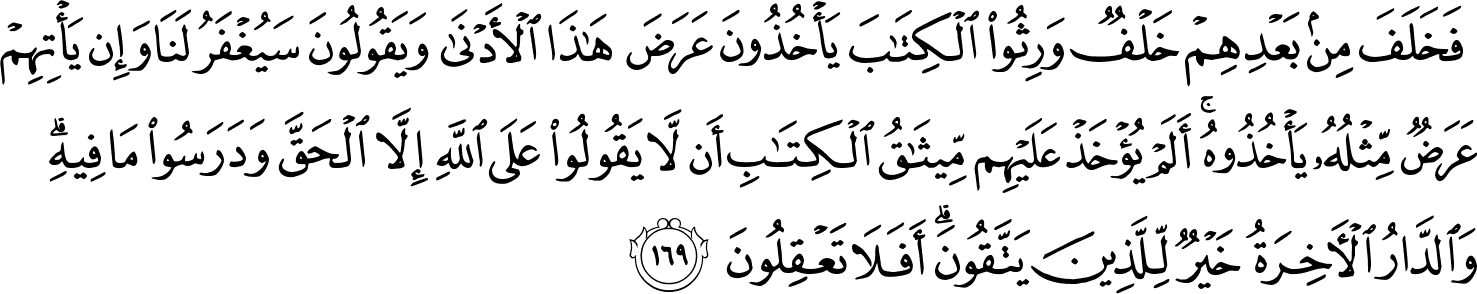 فَخَلَفَ مِنۢ بَعْدِهِمْ خَلْفٌ وَرِثُوا۟ ٱلْكِتَٰبَ يَأْخُذُونَ عَرَضَ هَٰذَا ٱلْأَدْنَىٰ وَيَقُولُونَ سَيُغْفَرُ لَنَا وَإِن يَأْتِهِمْ
عَرَضٌ مِّثْلُهُۥ يَأْخُذُوهُ ۚ أَلَمْ يُؤْخَذْ عَلَيْهِم مِّيثَٰقُ ٱلْكِتَٰبِ أَن لَّا يَقُولُوا۟ عَلَى ٱللَّهِ إِلَّا ٱلْحَقَّ وَدَرَسُوا۟ مَا فِيهِ ۗ
وَٱلدَّارُ ٱلْـَٔاخِرَةُ خَيْرٌ لِّلَّذِينَ يَتَّقُونَ ۗ أَفَلَا تَعْقِلُونَ ١٦٩